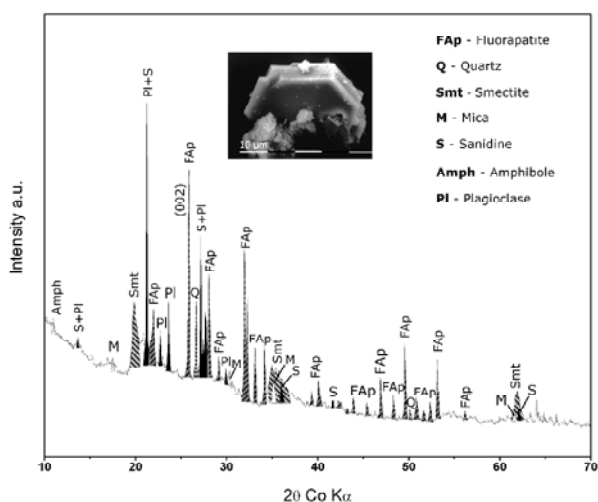 FAp - Fluorapatite
Q - Quartz
Smt - Smectite
M - Mica
S - Sanidine
Amph - Amphibole
Pl - Plagioclase
10 µm
Intensity a.u.
Amph
S+Pl
M
Smt
Pl+S
FAp
Pl
Pl
(002)
FAp
Q
S+Pl
FAp
FAp
Pl
M
FAp
FAp
Smt
M
S
FAp
S
FAp
FAp
FAp
FAp
Q
FAp
FAp
FAp
M
Smt
S
10 20 30 40 50 60 70
2θ Co Kα